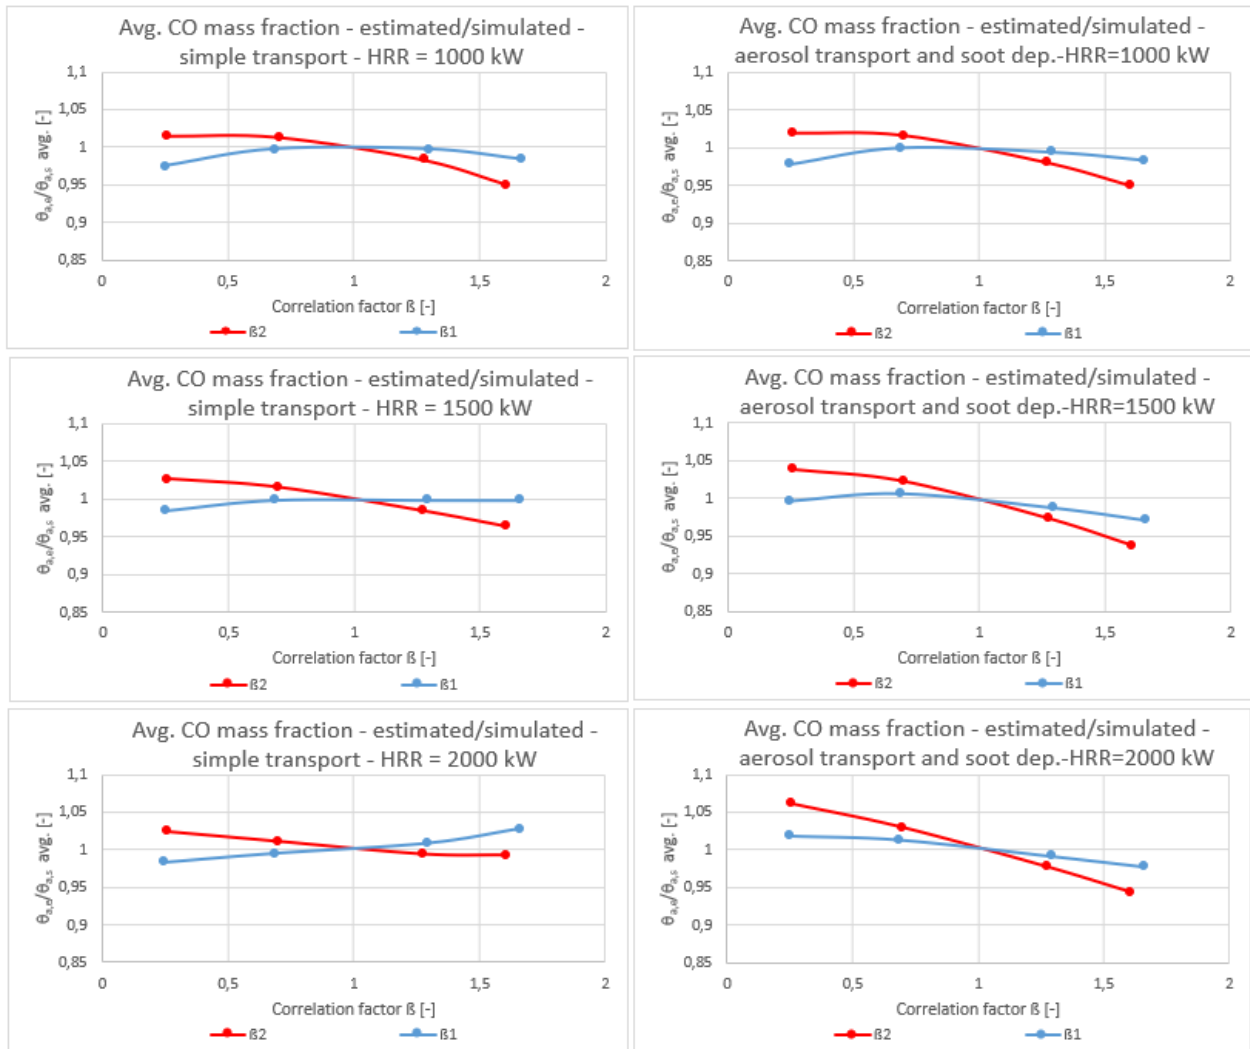 Avg. CO mass fraction - estimated/simulated -
simple transport - HRR = 1000 kW
1,1
1,05
1
0,95
0,9
0,85
θa,e/θa,s avg. [-]
0
0,5
1
1,5
2
Correlation factor ß [-]
ß2
ß1
Avg. CO mass fraction - estimated/simulated -
aerosol transport and soot dep.-HRR=1000 kW
1,1
1,05
1
0,95
0,9
0,85
θa,e/θa,s avg. [-]
0
0,5
1
1,5
2
Correlation factor ß [-]
ß2
ß1
Avg. CO mass fraction - estimated/simulated -
simple transport - HRR = 1500 kW
1,1
1,05
1
0,95
0,9
0,85
θa,e/θa,s avg. [-]
0
0,5
1
1,5
2
Correlation factor ß [-]
ß2
ß1
Avg. CO mass fraction - estimated/simulated -
aerosol transport and soot dep.-HRR=1500 kW
1,1
1,05
1
0,95
0,9
0,85
θa,e/θa,s avg. [-]
0
0,5
1
1,5
2
Correlation factor ß [-]
ß2
ß1
Avg. CO mass fraction - estimated/simulated -
simple transport - HRR = 2000 kW
1,1
1,05
1
0,95
0,9
0,85
θa,e/θa,s avg. [-]
0
0,5
1
1,5
2
Correlation factor ß [-]
ß2
ß1
Avg. CO mass fraction - estimated/simulated -
aerosol transport and soot dep.-HRR=2000 kW
1,1
1,05
1
0,95
0,9
0,85
θa,e/θa,s avg. [-]
0
0,5
1
1,5
2
Correlation factor ß [-]
ß2
ß1